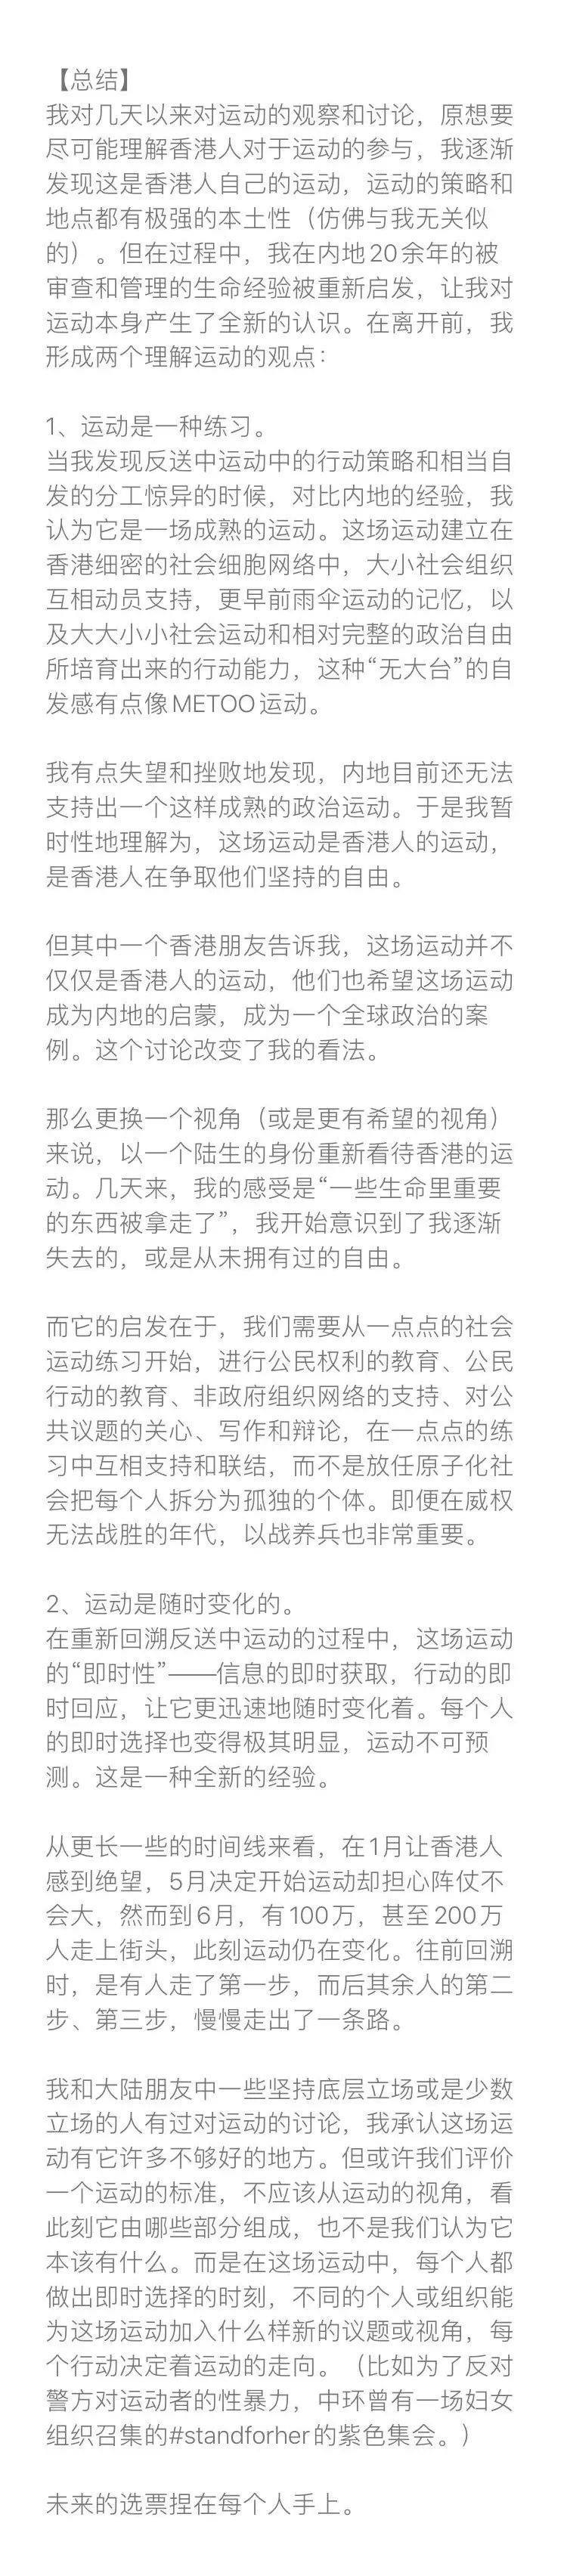 【总结】
我对几天以来对运动的观察和讨论，原想要
尽可能理解香港人对于运动的参与，我逐渐
发现这是香港人自己的运动，运动的策略和
地点都有极强的本土性（仿佛与我无关似
的）。但在过程中，我在内地20余年的被
审查和管理的生命经验被重新启发，让我对
运动本身产生了全新的认识。在离开前，我
形成两个理解运动的观点：
1、运动是一种练习。
当我发现反送中运动中的行动策略和相当自
发的分工惊异的时候，对比内地的经验，我
认为它是一场成熟的运动。这场运动建立在
香港细密的社会细胞网络中，大小社会组织
互相动员支持，更早前雨伞运动的记忆，以
及大大小小社会运动和相对完整的政治自由
所培育出来的行动能力，这种“无大台”的自
发感有点像METOO运动。
我有点失望和挫败地发现，内地目前还无法
支持出一个这样成熟的政治运动。于是我暂
时性地理解为，这场运动是香港人的运动，
是香港人在争取他们坚持的自由。
但其中一个香港朋友告诉我，这场运动并不
仅仅是香港人的运动，他们也希望这场运动
成为内地的启蒙，成为一个全球政治的案
例。这个讨论改变了我的看法。
那么更换一个视角（或是更有希望的视角）
来说，以一个陆生的身份重新看待香港的运
动。几天来，我的感受是“一些生命里重要
的东西被拿走了”，我开始意识到了我逐渐
失去的，或是从未拥有过的自由。
而它的启发在于，我们需要从一点点的社会
运动练习开始，进行公民权利的教育、公民
行动的教育、非政府组织网络的支持、对公
共议题的关心、写作和辩论，在一点点的练
习中互相支持和联结，而不是放任原子化社
会把每个人拆分为孤独的个体。即便在威权
无法战胜的年代，以战养兵也非常重要。
2、运动是随时变化的。
在重新回溯反送中运动的过程中，这场运动
的“即时性”——信息的即时获取，行动的即
时回应，让它更迅速地随时变化着。每个人
的即时选择也变得极其明显，运动不可预
测。这是一种全新的经验。
从更长一些的时间线来看，在1月让香港人
感到绝望，5月决定开始运动却担心阵仗不
会大，然而到6月，有100万，甚至200万
人走上街头，此刻运动仍在变化。往前回溯
时，是有人走了第一步，而后其余人的第二
步、第三步，慢慢走出了一条路。
我和大陆朋友中一些坚持底层立场或是少数
立场的人有过对运动的讨论，我承认这场运
动有它许多不够好的地方。但或许我们评价
一个运动的标准，不应该从运动的视角，看
此刻它由哪些部分组成，也不是我们认为它
本该有什么。而是在这场运动中，每个人都
做出即时选择的时刻，不同的个人或组织能
为这场运动加入什么样新的议题或视角，每
个行动决定着运动的走向。（比如为了反对
警方对运动者的性暴力，中环曾有一场妇女
组织召集的#standforher的紫色集会。）
未来的选票捏在每个人手上。